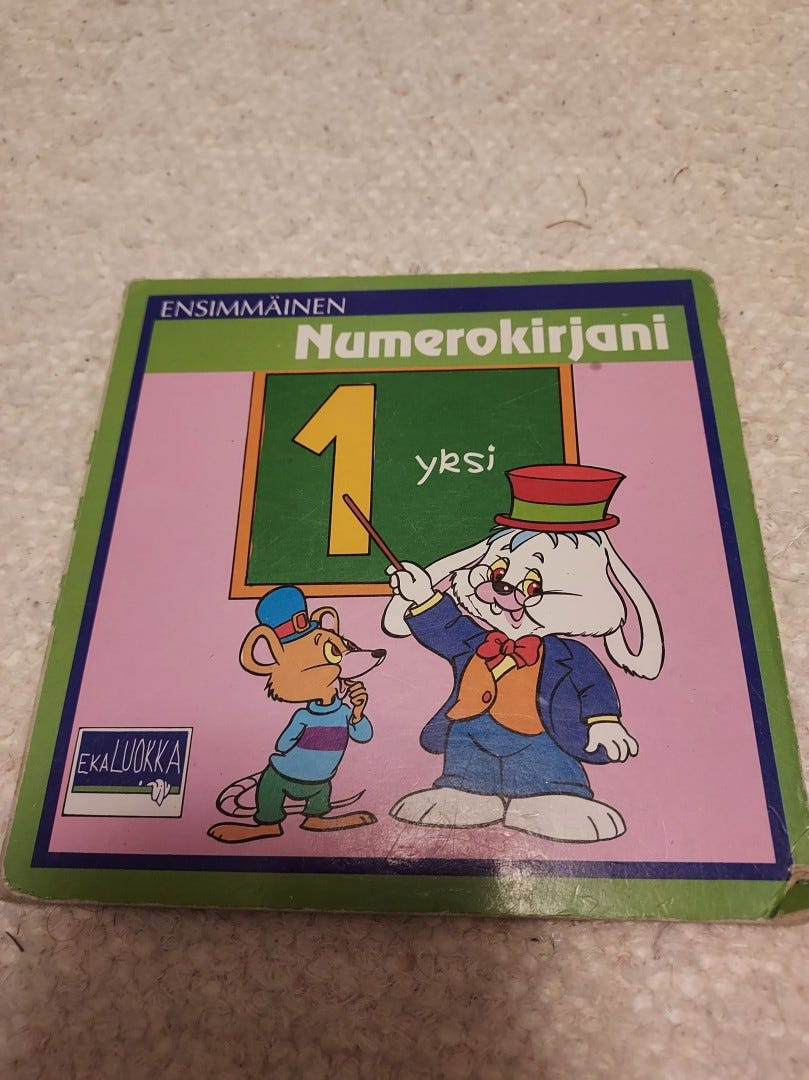 ENSIMMÄINEN
Numerokirjani
1 yksi
EKALUOKKA